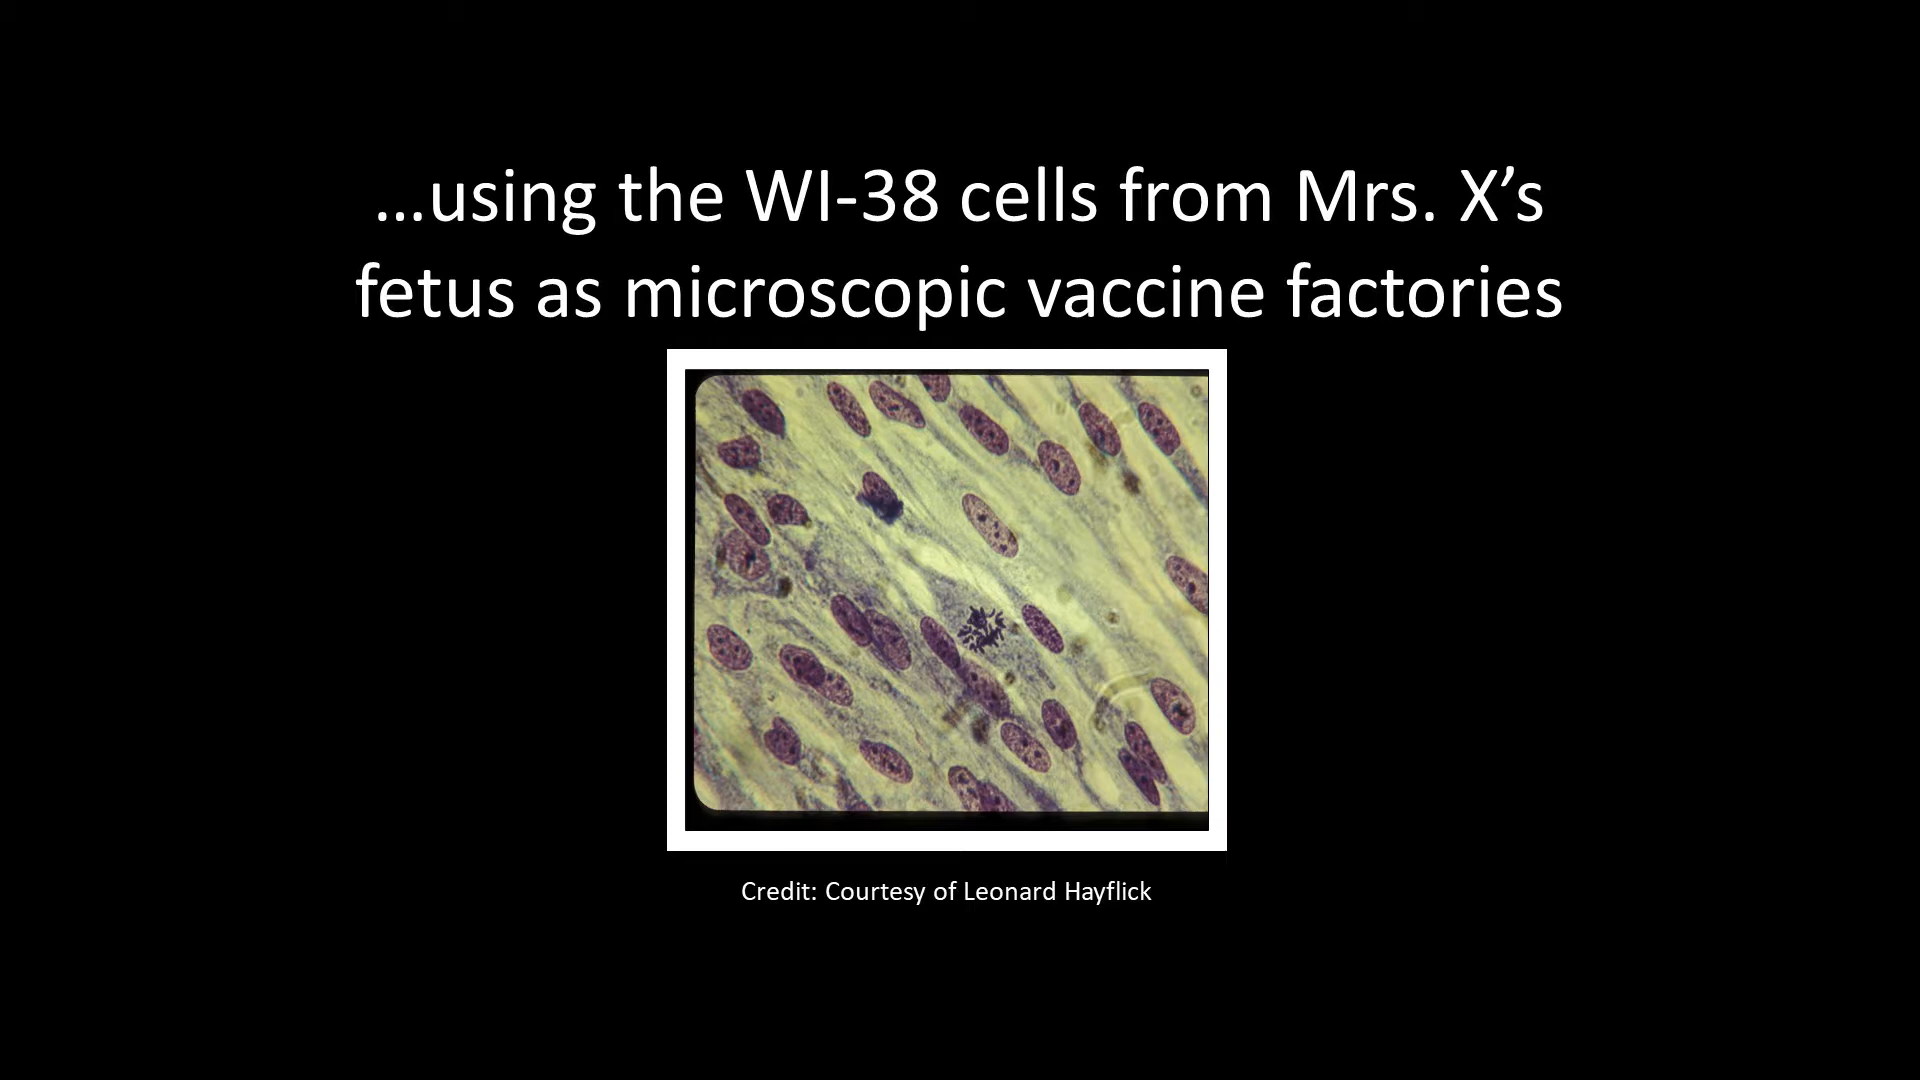 …using the WI-38 cells from Mrs. X’s
fetus as microscopic vaccine factories
Credit: Courtesy of Leonard Hayflick